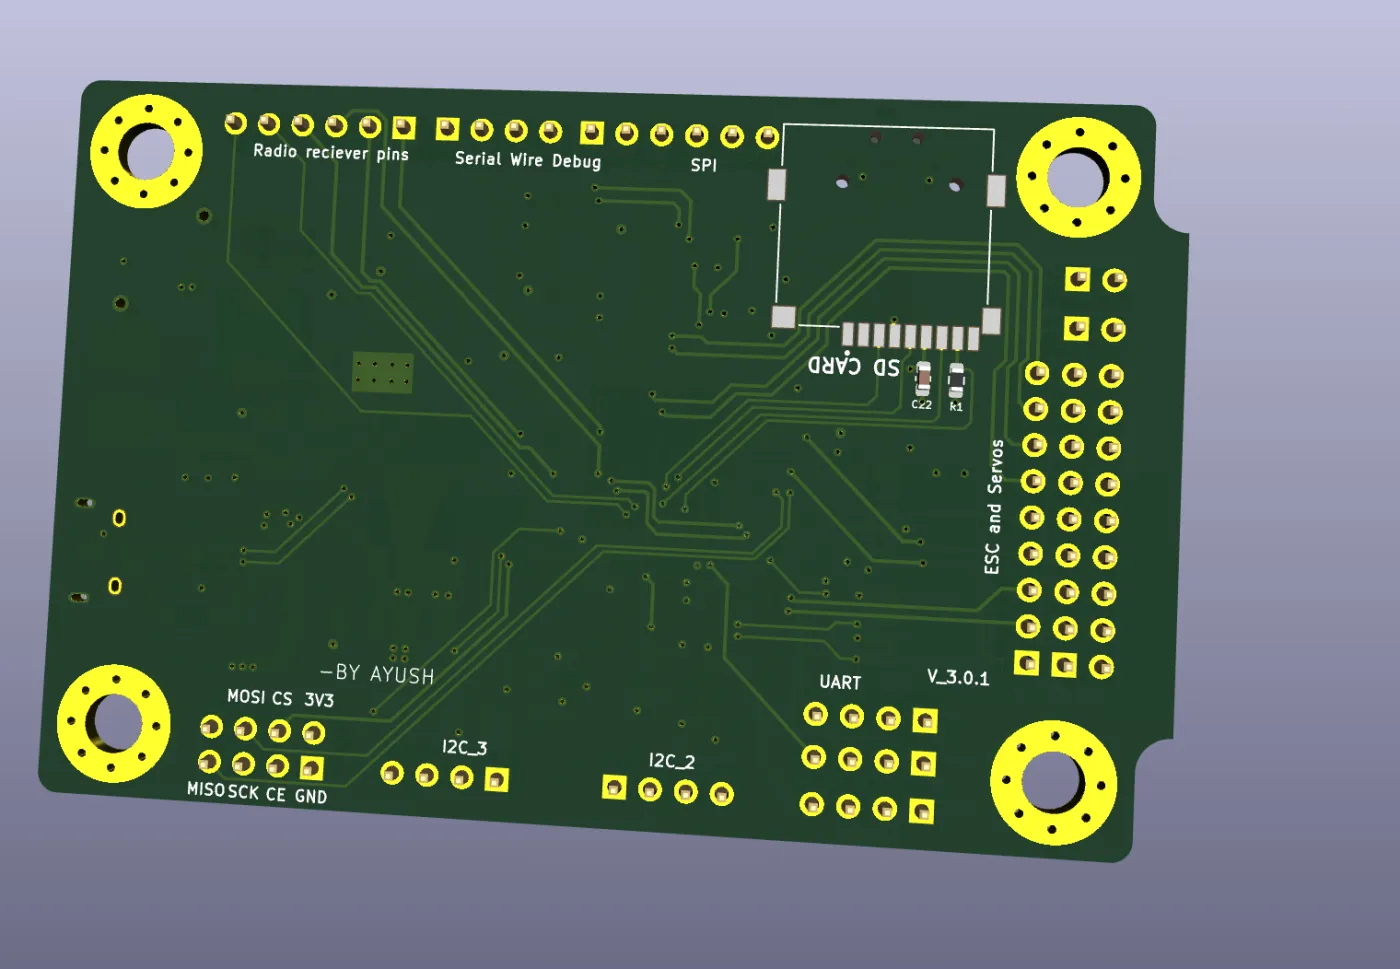 Radio reciever pins
Serial Wire Debug
SPI
SD CARD
C22
R1
ESC and Servos
-BY AYUSH
V_3.0.1
UART
MOSI CS 3V3
I2C_3
I2C_2
MISO SCK CE GND